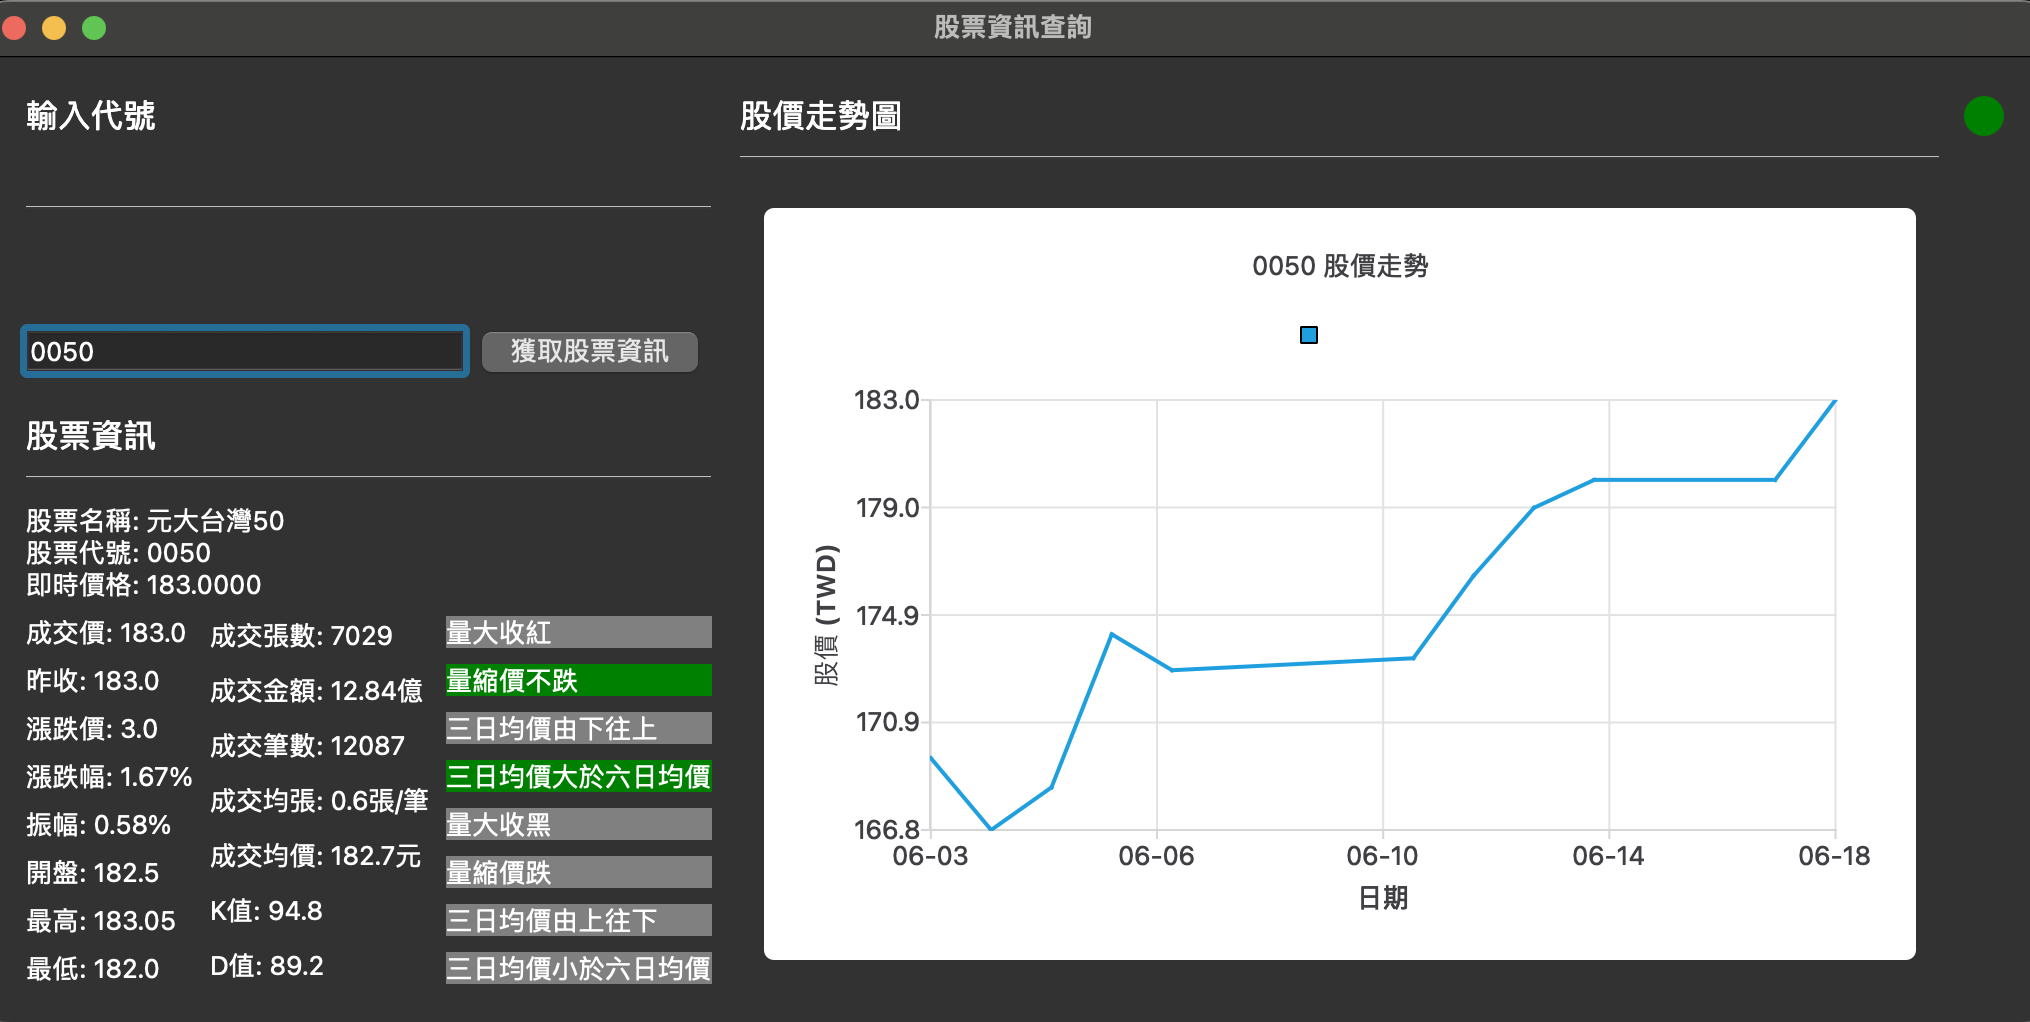 股票資訊查詢
輸入代號
0050
獲取股票資訊
股票資訊
股票名稱: 元大台灣50
股票代號: 0050
即時價格: 183.0000
成交價: 183.0
昨收: 183.0
漲跌價: 3.0
漲跌幅: 1.67%
振幅: 0.58%
開盤: 182.5
最高: 183.05
最低: 182.0
成交張數: 7029
成交金額: 12.84億
成交筆數: 12087
成交均張: 0.6張/筆
成交均價: 182.7元
K值: 94.8
D值: 89.2
量大收紅
量縮價不跌
三日均價由下往上
三日均價大於六日均價
量大收黑
量縮價跌
三日均價由上往下
三日均價小於六日均價
股價走勢圖
0050 股價走勢
183.0
179.0
174.9
170.9
166.8
股價 (TWD)
06-03
06-06
06-10
06-14
06-18
日期